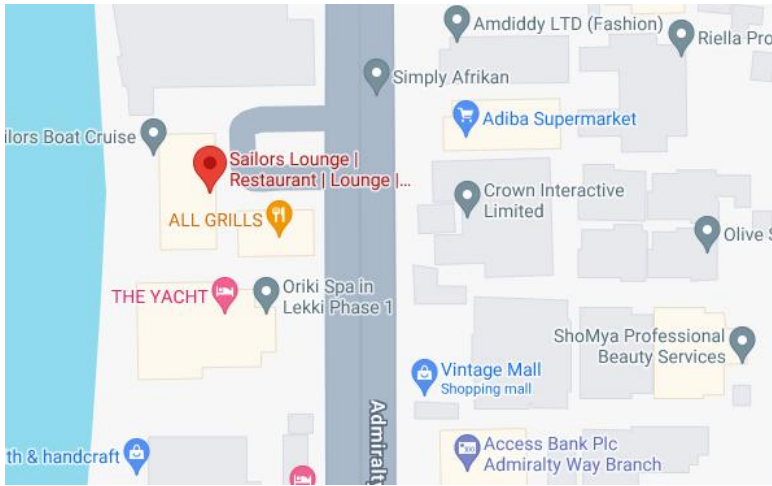 Amdiddy LTD (Fashion)
Riella Pro
Simply Afrikan
Adiba Supermarket
ilors Boat Cruise
Sailors Lounge |
Restaurant | Lounge |...
Crown Interactive
Limited
ALL GRILLS
Olive S
THE YACHT
Oriki Spa in
Lekki Phase 1
ShoMya Professional
Beauty Services
Vintage Mall
Shopping mall
Admiralty
Access Bank Plc
Admiralty Way Branch
th & handcraft